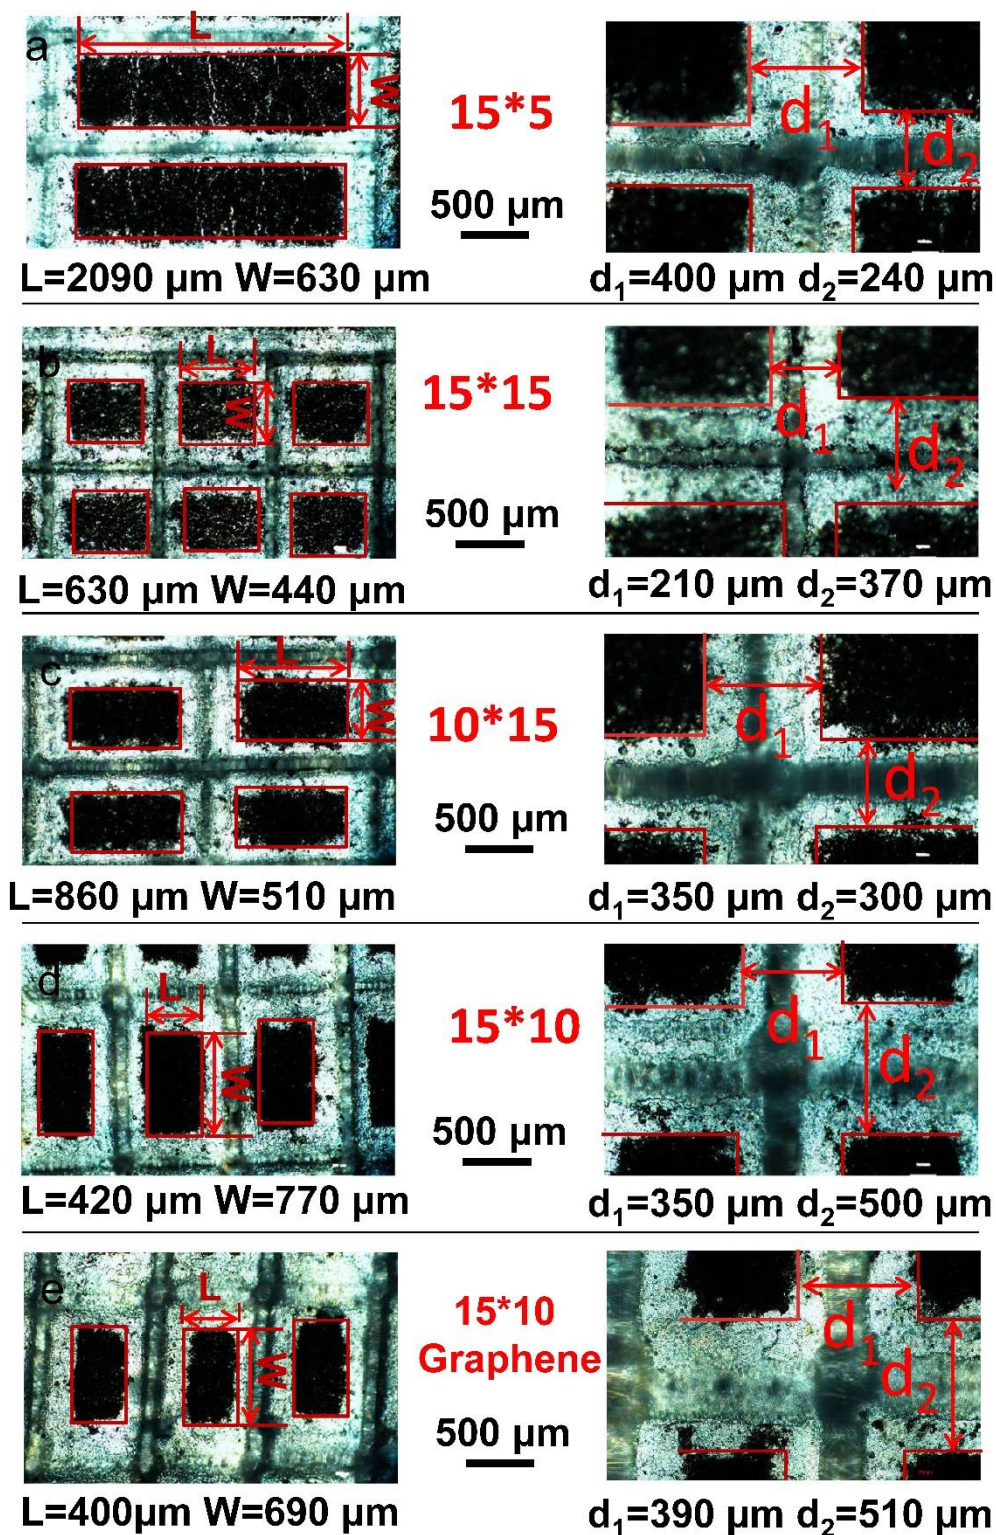 a
L
W
15*5
500 µm
d₁
d₂
L=2090 µm W=630 µm
d₁=400 µm d₂=240 µm
b
L
W
15*15
500 µm
d₁
d₂
L=630 µm W=440 µm
d₁=210 µm d₂=370 µm
c
L
W
10*15
500 µm
d₁
d₂
L=860 µm W=510 µm
d₁=350 µm d₂=300 µm
d
L
W
15*10
500 µm
d₁
d₂
L=420 µm W=770 µm
d₁=350 µm d₂=500 µm
e
L
W
15*10
Graphene
500 µm
d₁
d₂
L=400µm W=690 µm
d₁=390 µm d₂=510 µm